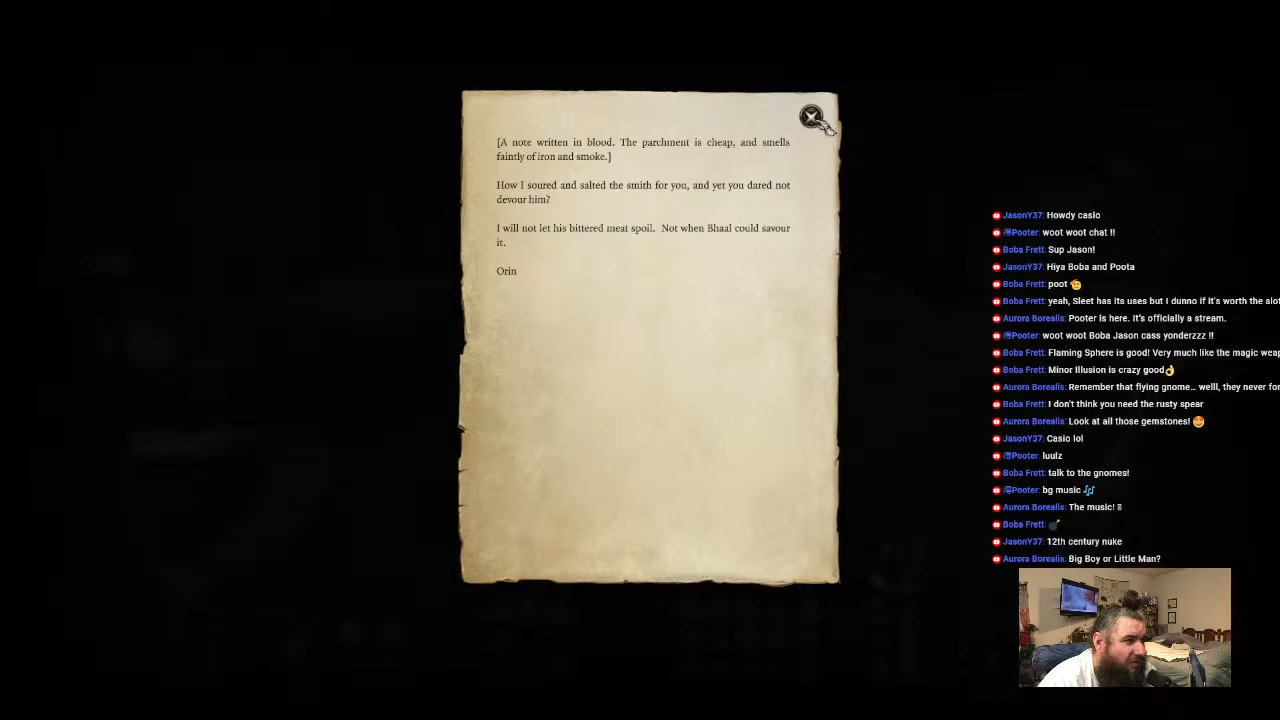 [A note written in blood. The parchment is cheap, and smells
faintly of iron and smoke.]
How I soured and salted the smith for you, and yet you dared not
devour him?
I will not let his bittered meat spoil. Not when Bhaal could savour
it.
Orin
JasonY37: Howdy casio
Pooter: woot woot chat !!
Boba Frett: Sup Jason!
JasonY37: Hiya Boba and Poota
Boba Frett: poot 🤏
Boba Frett: yeah, Sleet has its uses but I dunno if it's worth the slot
Aurora Borealis: Pooter is here. It's officially a stream.
Pooter: woot woot Boba Jason cass yonderzzz !!
Boba Frett: Flaming Sphere is good! Very much like the magic weap
Boba Frett: Minor Illusion is crazy good👌
Aurora Borealis: Remember that flying gnome… welll, they never for
Boba Frett: I don't think you need the rusty spear
Aurora Borealis: Look at all those gemstones! 🤩
JasonY37: Casio lol
Pooter: luulz
Boba Frett: talk to the gnomes!
Pooter: bg music 🎶
Aurora Borealis: The music!
Boba Frett: 💣
JasonY37: 12th century nuke
Aurora Borealis: Big Boy or Little Man?